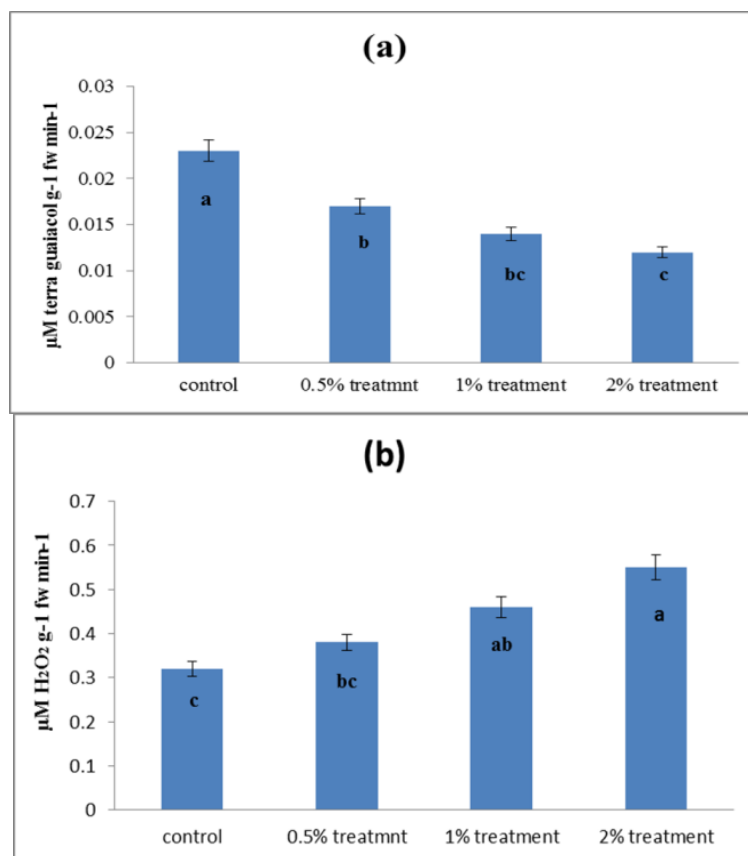 (a)
µM terra guaiacol g-1 fw min-1
0.03
0.025
0.02
0.015
0.01
0.005
0
a
b
bc
c
control 0.5% treatmnt 1% treatment 2% treatment
(b)
µM H₂O₂ g-1 fw min-1
0.7
0.6
0.5
0.4
0.3
0.2
0.1
0
c
bc
ab
a
control 0.5% treatmnt 1% treatment 2% treatment